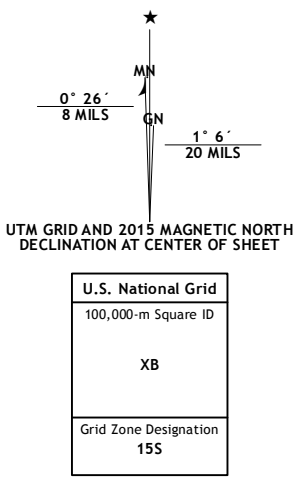 ★
MN
0° 26´
8 MILS
GN
1° 6´
20 MILS
UTM GRID AND 2015 MAGNETIC NORTH
DECLINATION AT CENTER OF SHEET
U.S. National Grid
100,000-m Square ID
XB
Grid Zone Designation
15S